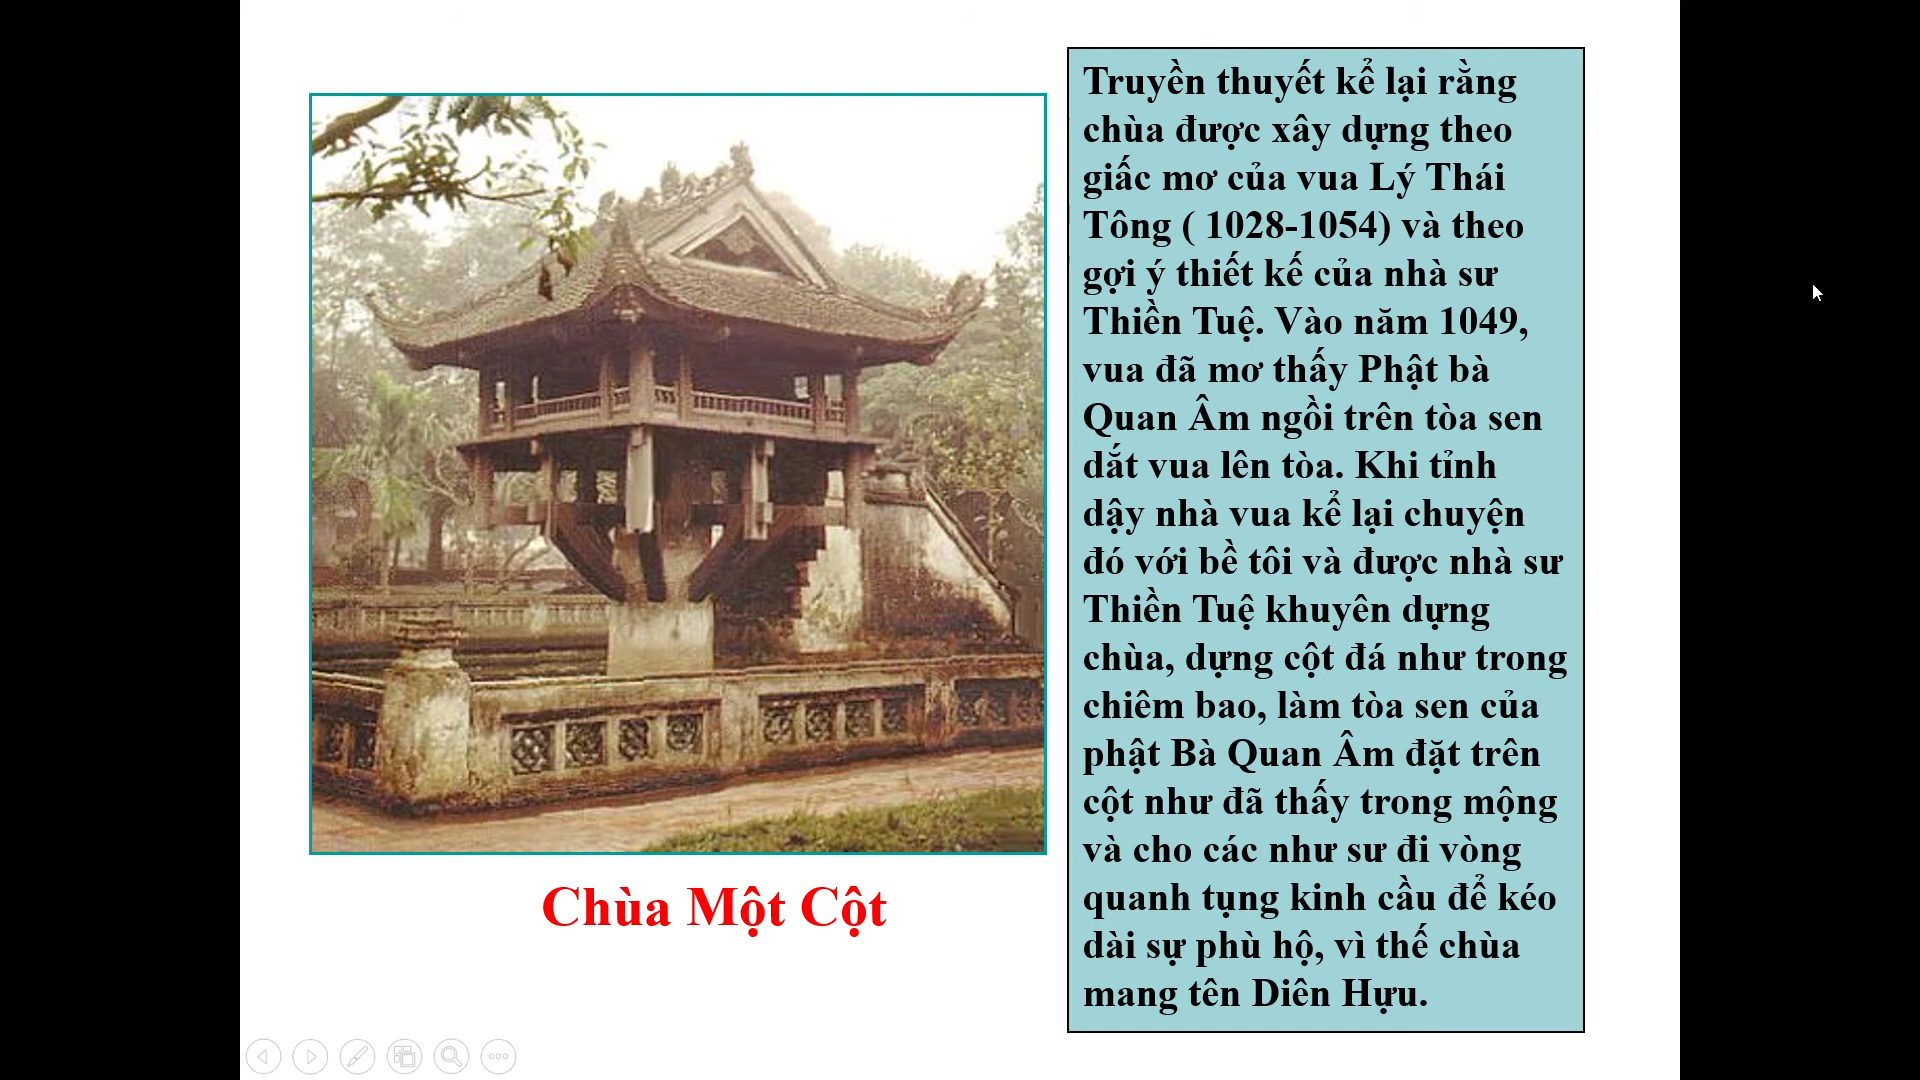 Truyền thuyết kể lại rằng
chùa được xây dựng theo
giấc mơ của vua Lý Thái
Tông ( 1028-1054) và theo
gợi ý thiết kế của nhà sư
Thiền Tuệ. Vào năm 1049,
vua đã mơ thấy Phật bà
Quan Âm ngồi trên tòa sen
dắt vua lên tòa. Khi tỉnh
dậy nhà vua kể lại chuyện
đó với bề tôi và được nhà sư
Thiền Tuệ khuyên dựng
chùa, dựng cột đá như trong
chiêm bao, làm tòa sen của
phật Bà Quan Âm đặt trên
cột như đã thấy trong mộng
và cho các như sư đi vòng
quanh tụng kinh cầu để kéo
dài sự phù hộ, vì thế chùa
mang tên Diên Hựu.
Chùa Một Cột